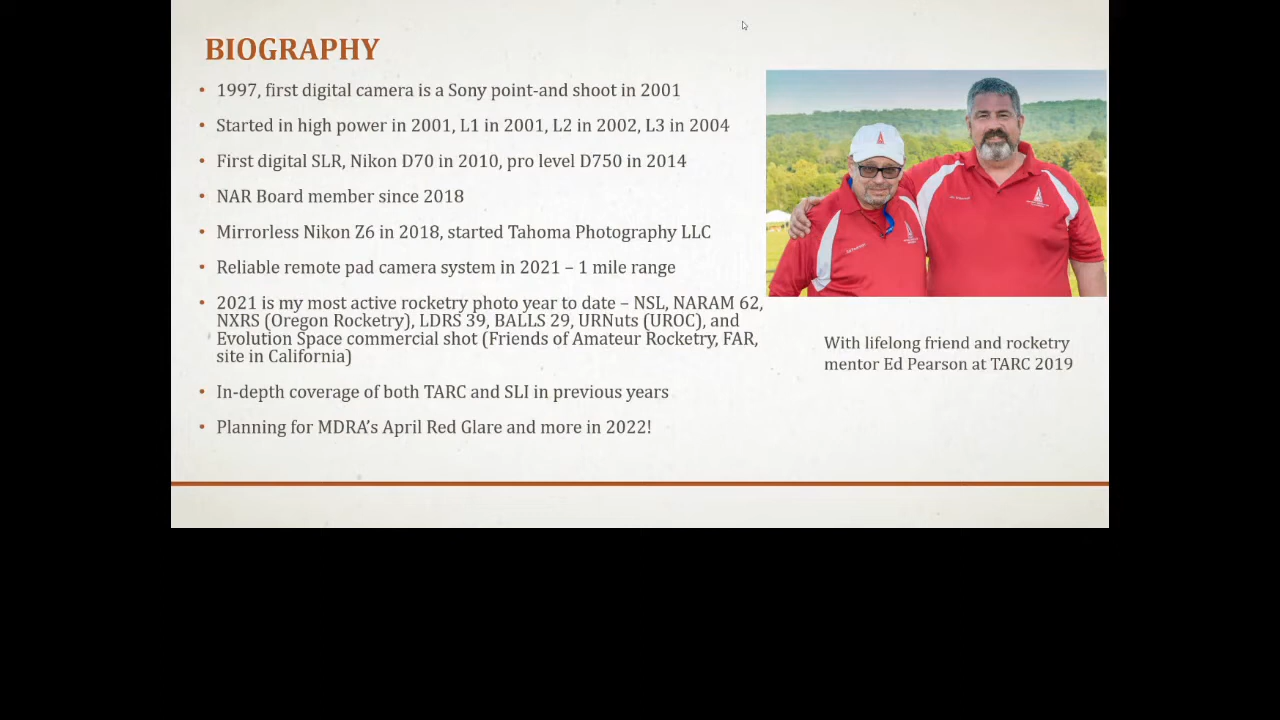 BIOGRAPHY
• 1997, first digital camera is a Sony point-and shoot in 2001
• Started in high power in 2001, L1 in 2001, L2 in 2002, L3 in 2004
• First digital SLR, Nikon D70 in 2010, pro level D750 in 2014
• NAR Board member since 2018
• Mirrorless Nikon Z6 in 2018, started Tahoma Photography LLC
• Reliable remote pad camera system in 2021 – 1 mile range
• 2021 is my most active rocketry photo year to date – NSL, NARAM 62,
NXRS (Oregon Rocketry), LDRS 39, BALLS 29, URNuts (UROC), and
Evolution Space commercial shot (Friends of Amateur Rocketry, FAR,
site in California)
• In-depth coverage of both TARC and SLI in previous years
• Planning for MDRA's April Red Glare and more in 2022!
With lifelong friend and rocketry
mentor Ed Pearson at TARC 2019